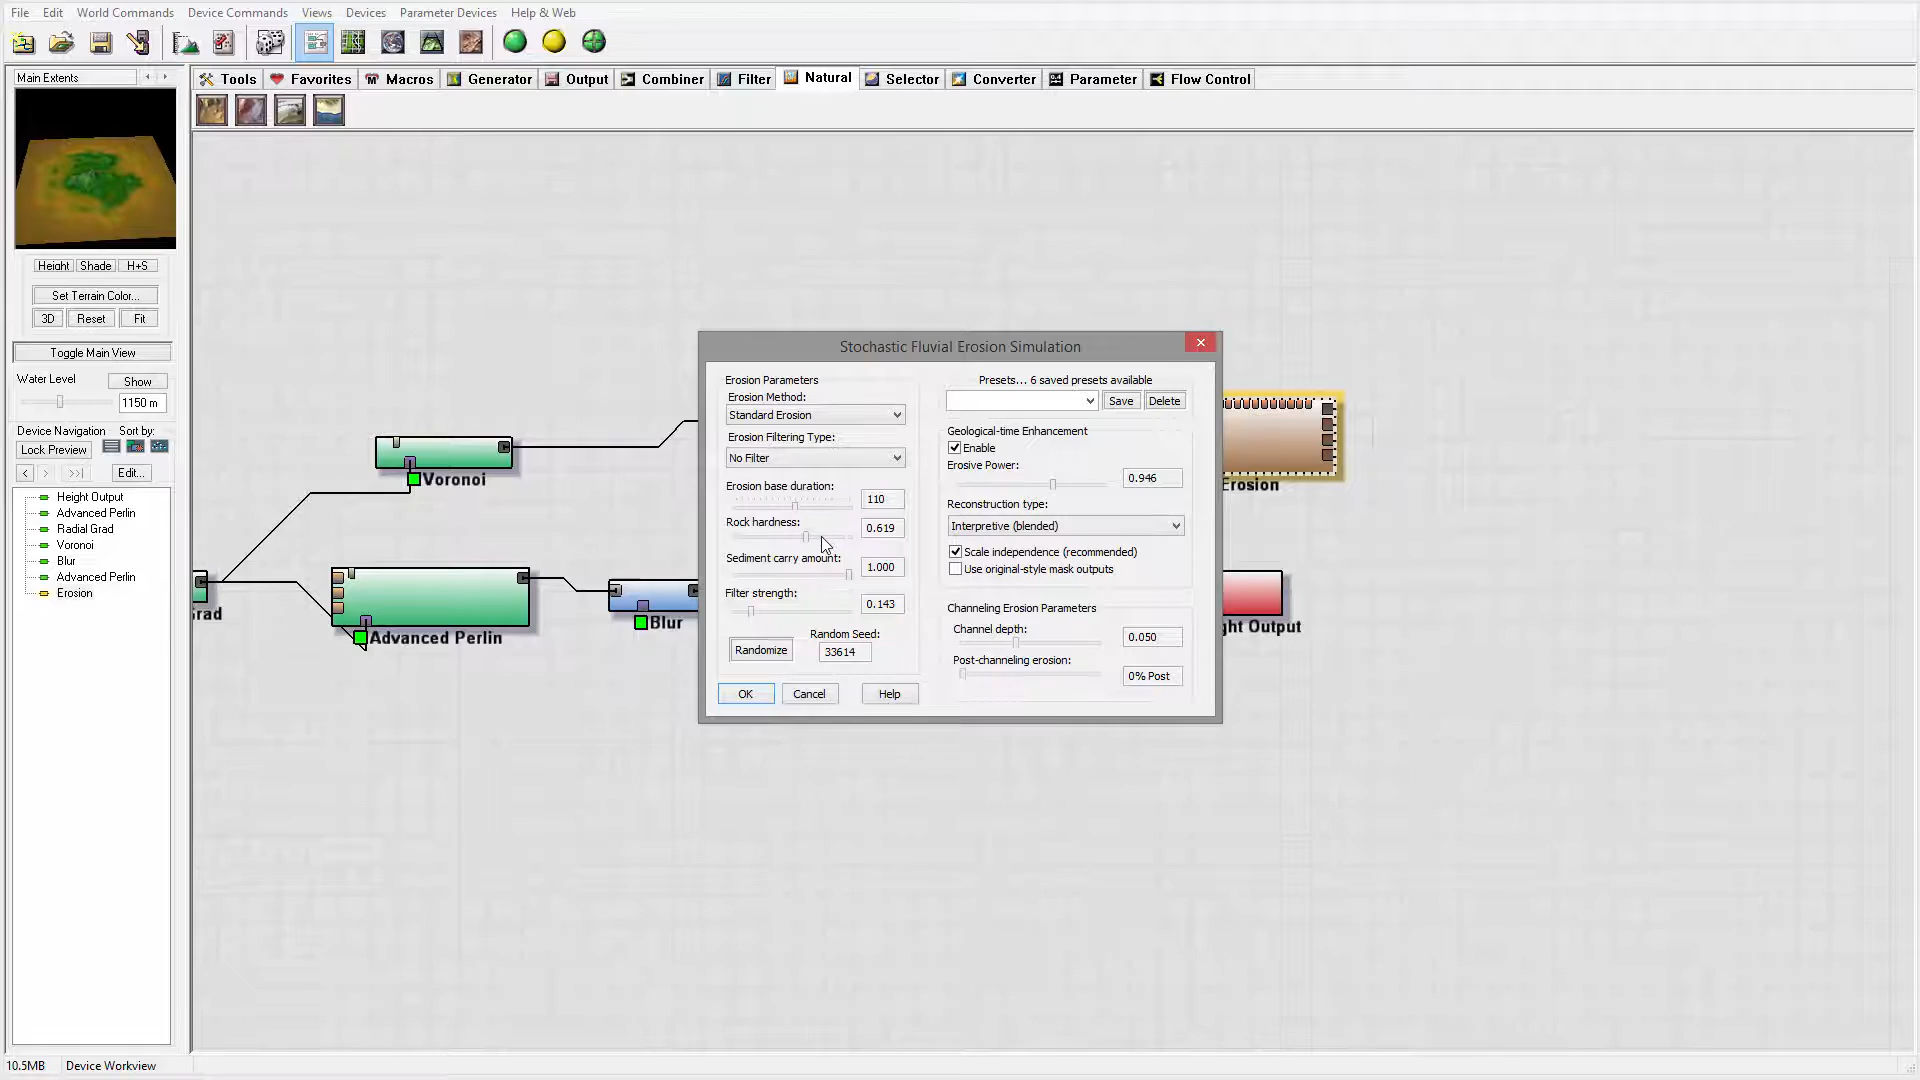 File Edit World Commands Device Commands Views Devices Parameter Devices Help & Web
Main Extents
Tools Favorites Macros Generator Output Combiner Filter Natural Selector Converter Parameter Flow Control
Height Shade H+S
Set Terrain Color...
3D Reset Fit
Toggle Main View
Water Level Show
1150 m
Device Navigation Sort by:
Lock Preview
< > >>| Edit...
Height Output
Advanced Perlin
Radial Grad
Voronoi
Blur
Advanced Perlin
Erosion
Voronoi
rad
Advanced Perlin
Blur
Erosion
ght Output
Stochastic Fluvial Erosion Simulation
Erosion Parameters
Erosion Method:
Standard Erosion
Erosion Filtering Type:
No Filter
Erosion base duration:
110
Rock hardness:
0.619
Sediment carry amount:
1.000
Filter strength:
0.143
Randomize
Random Seed:
33614
OK Cancel Help
Presets... 6 saved presets available
Save Delete
Geological-time Enhancement
Enable
Erosive Power:
0.946
Reconstruction type:
Interpretive (blended)
Scale independence (recommended)
Use original-style mask outputs
Channeling Erosion Parameters
Channel depth:
0.050
Post-channeling erosion:
0% Post
10.5MB Device Workview